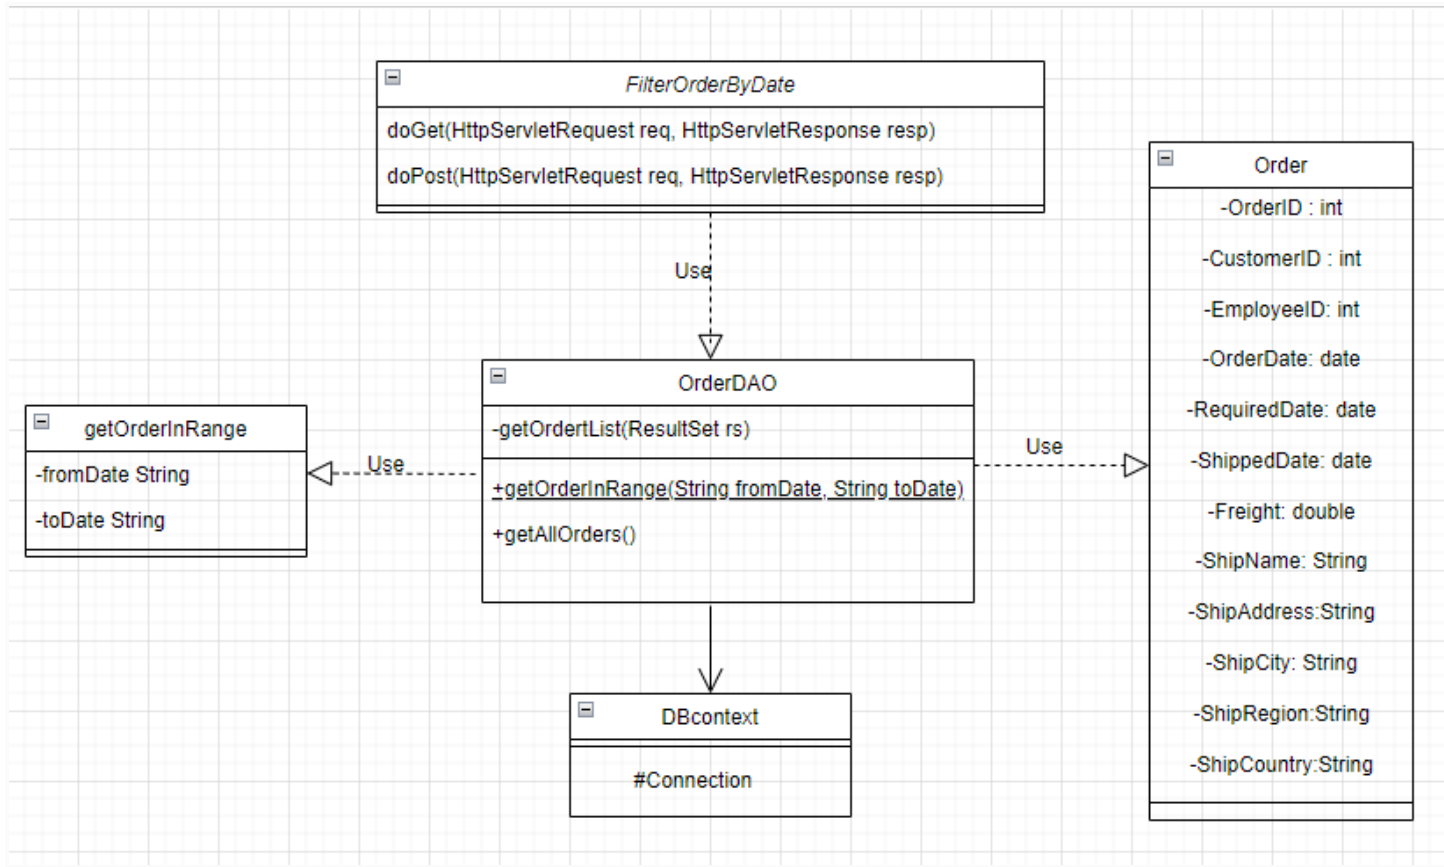 FilterOrderByDate
doGet(HttpServletRequest req, HttpServletResponse resp)
doPost(HttpServletRequest req, HttpServletResponse resp)
Use
Order
-OrderID : int
-CustomerID : int
-EmployeeID: int
-OrderDate: date
-RequiredDate: date
-ShippedDate: date
-Freight: double
-ShipName: String
-ShipAddress:String
-ShipCity: String
-ShipRegion:String
-ShipCountry:String
OrderDAO
-getOrdertList(ResultSet rs)
+getOrderInRange(String fromDate, String toDate)
+getAllOrders()
Use
Use
getOrderInRange
-fromDate String
-toDate String
DBcontext
#Connection